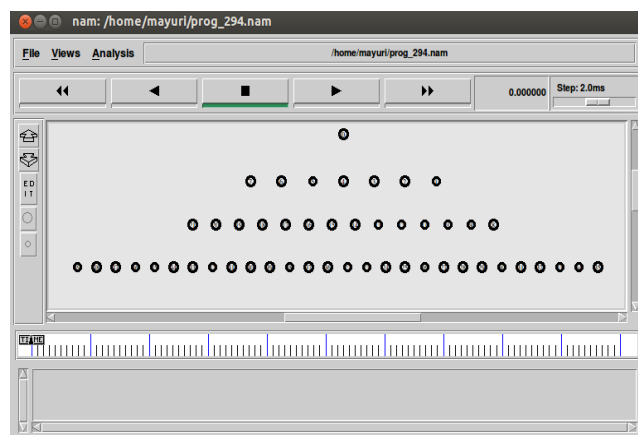 nam: /home/mayuri/prog_294.nam
File Views Analysis /home/mayuri/prog_294.nam
0.000000 Step: 2.0ms
ED
IT
TIME